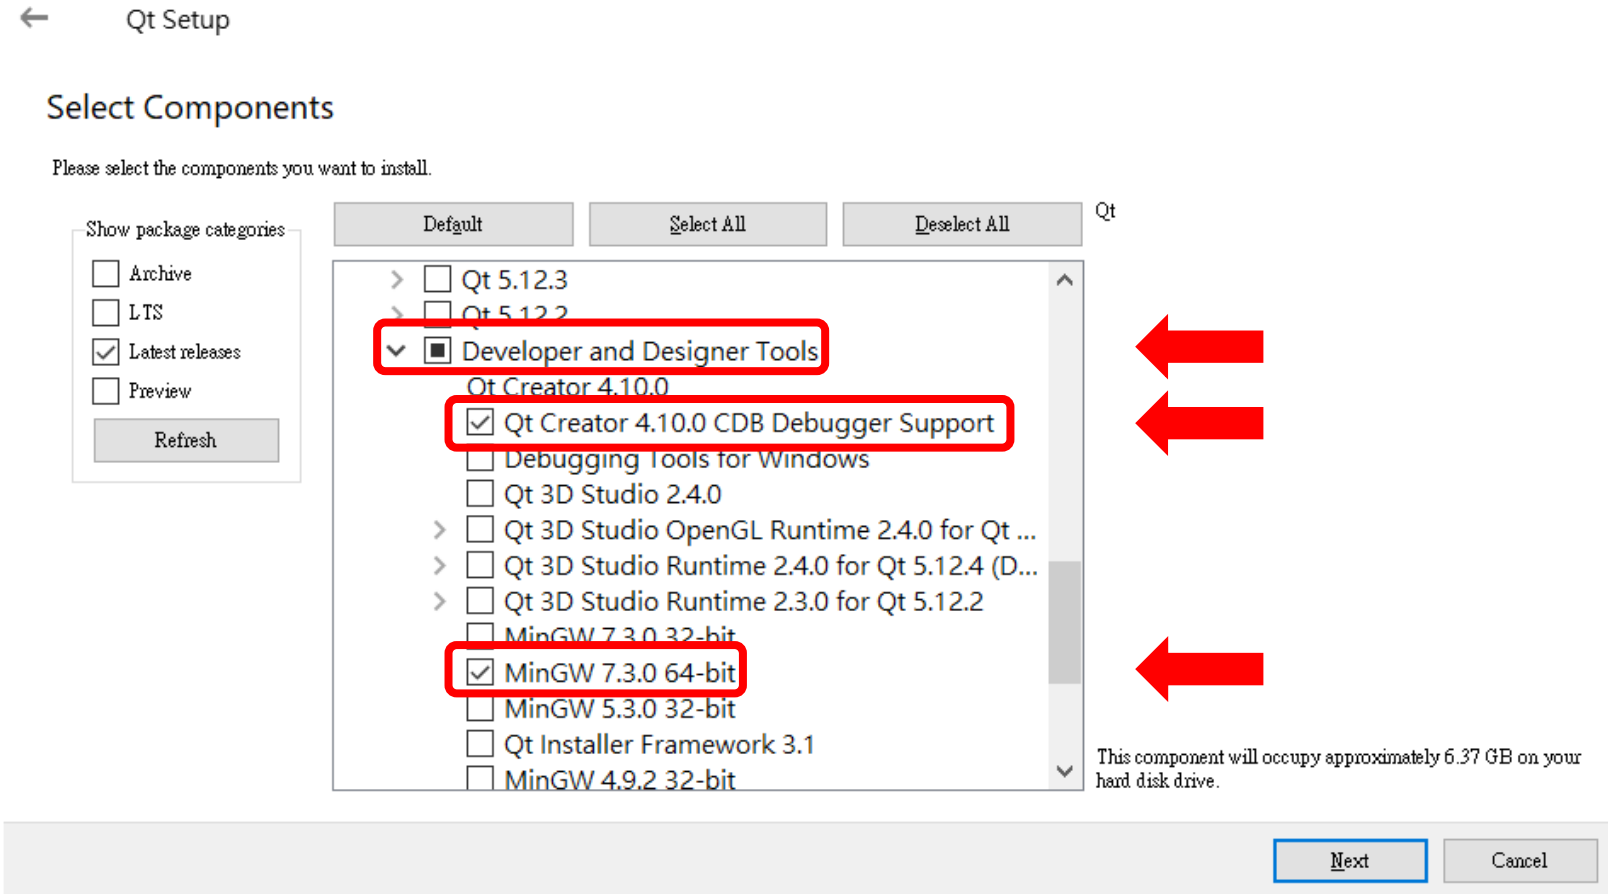 Qt Setup
Select Components
Please select the components you want to install.
Show package categories
Archive
LTS
Latest releases
Preview
Refresh
Default
Select All
Deselect All
Qt 5.12.3
Qt 5.12.2
Developer and Designer Tools
Qt Creator 4.10.0
Qt Creator 4.10.0 CDB Debugger Support
Debugging Tools for Windows
Qt 3D Studio 2.4.0
Qt 3D Studio OpenGL Runtime 2.4.0 for Qt ...
Qt 3D Studio Runtime 2.4.0 for Qt 5.12.4 (D...
Qt 3D Studio Runtime 2.3.0 for Qt 5.12.2
MinGW 7.3.0 32-bit
MinGW 7.3.0 64-bit
MinGW 5.3.0 32-bit
Qt Installer Framework 3.1
MinGW 4.9.2 32-bit
Qt
This component will occupy approximately 6.37 GB on your
hard disk drive.
Next
Cancel